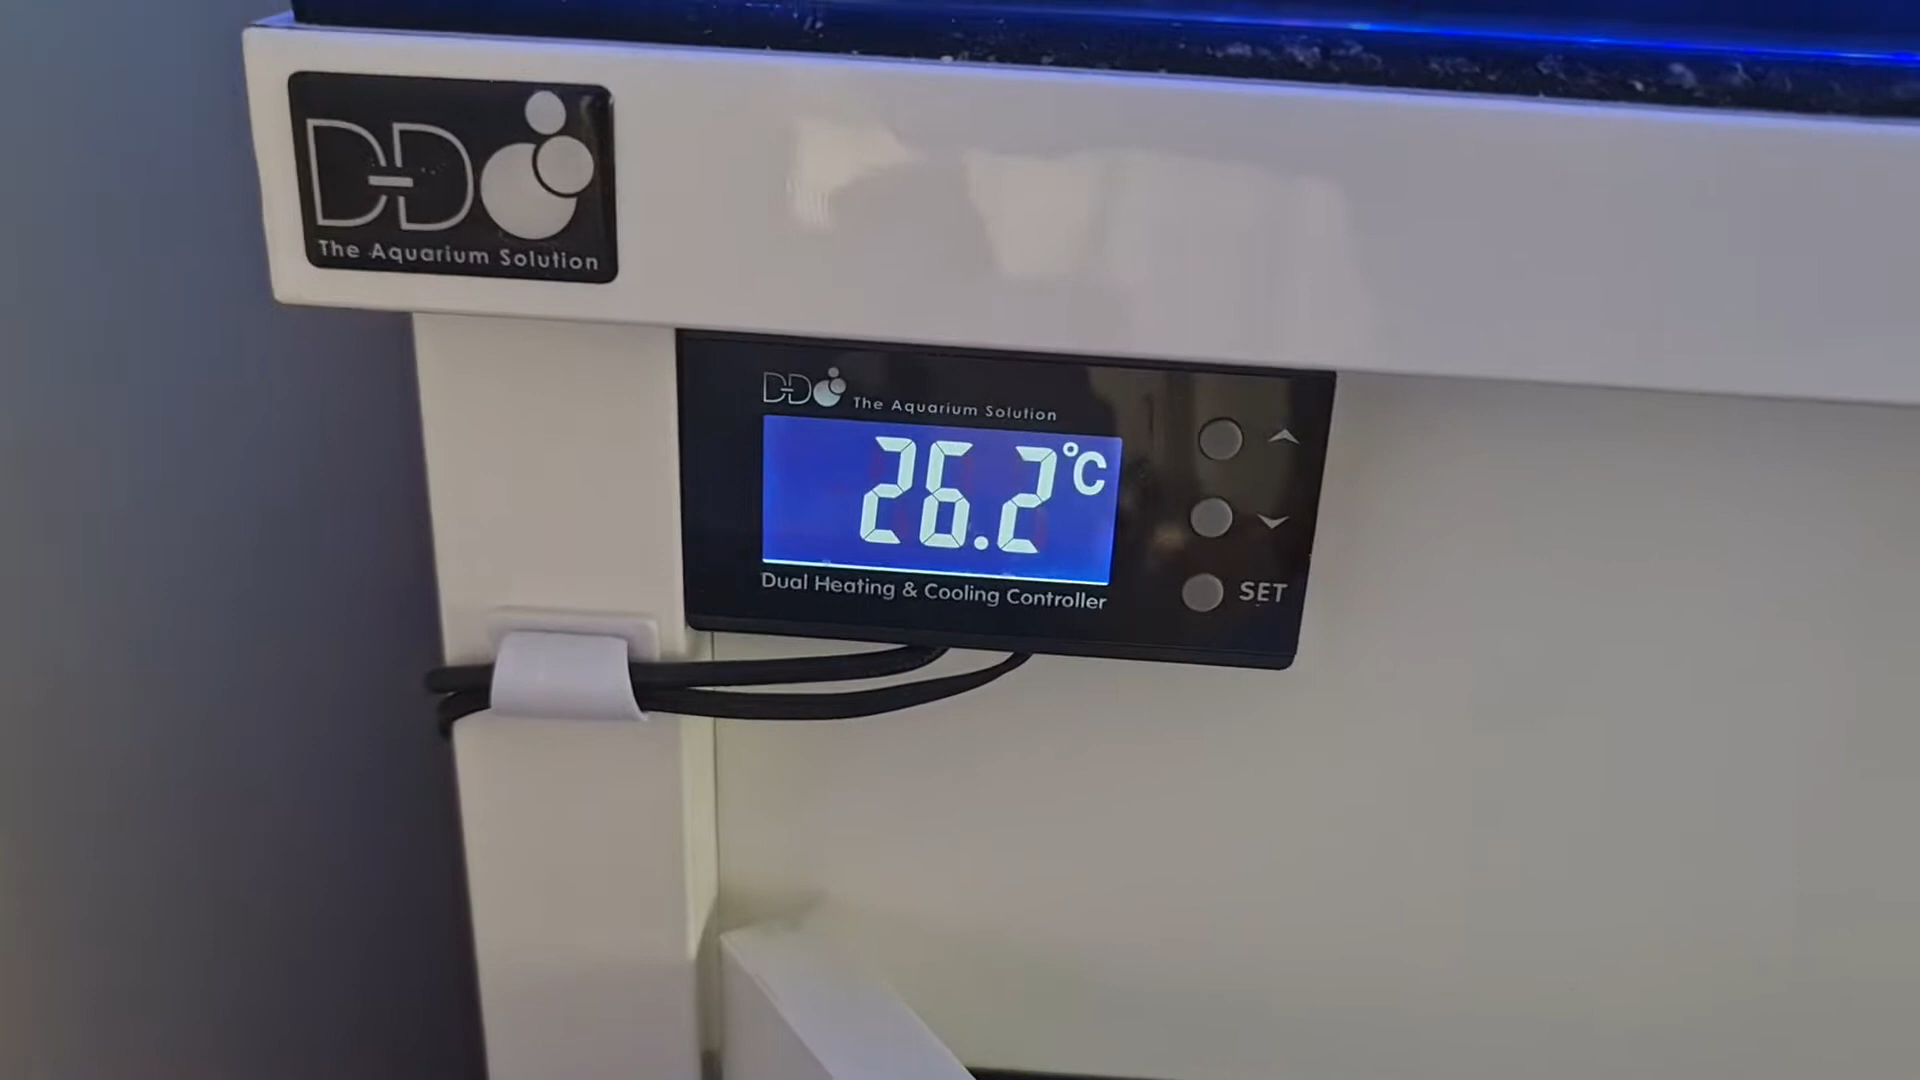 D-D
The Aquarium Solution
D-D The Aquarium Solution
26.2°C
Dual Heating & Cooling Controller
SET